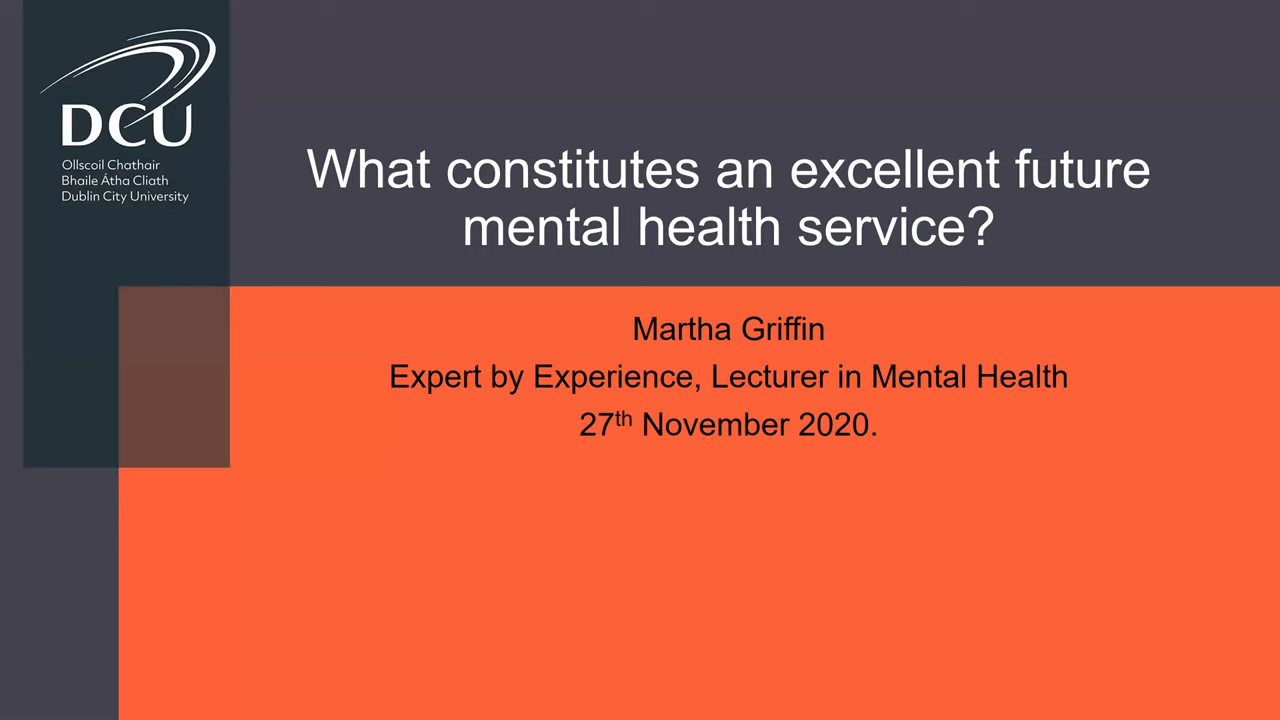 DCU
Ollscoil Chathair
Bhaile Átha Cliath
Dublin City University
What constitutes an excellent future
mental health service?
Martha Griffin
Expert by Experience, Lecturer in Mental Health
27th November 2020.